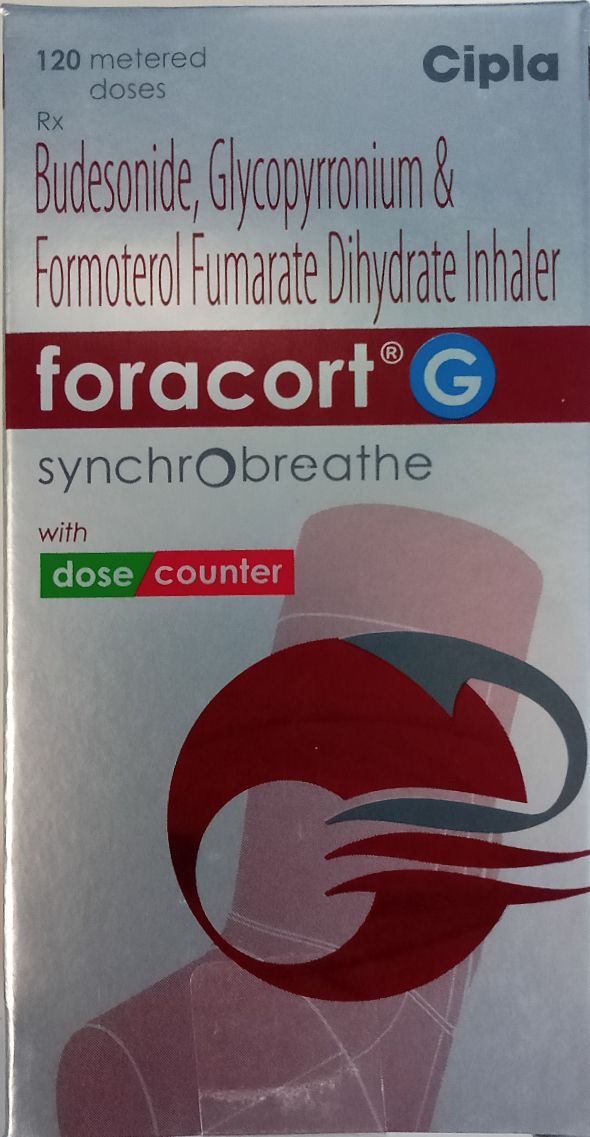 120 metered
doses
Cipla
Rx
Budesonide, Glycopyrronium &
Formoterol Fumarate Dihydrate Inhaler
foracort® G
synchrobreathe
with
dose counter